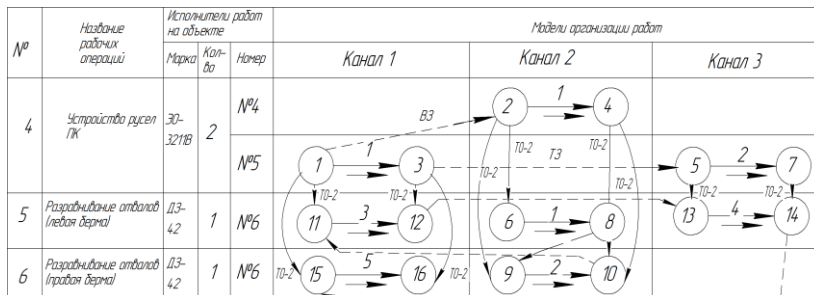 №
Название
рабочих
операций
Исполнители работ
на объекте
Марка
Кол-
во
Номер
Модели организации работ
Канал 1
Канал 2
Канал 3
4
Устройство русел
ПК
ЭО-
3211В
2
№4
№5
ВЗ
2
1
4
ТО-2
ТЗ
ТО-2
ТО-2
1
1
3
5
2
7
ТО-2
ТО-2
ТО-2
ТО-2
5
Разравнивание отвалов
(левая берма)
ДЗ-
42
1
№6
11
3
12
6
1
8
13
4
14
6
Разравнивание отвалов
(правая берма)
ДЗ-
42
1
№6
ТО-2
15
5
16
ТО-2
9
2
10